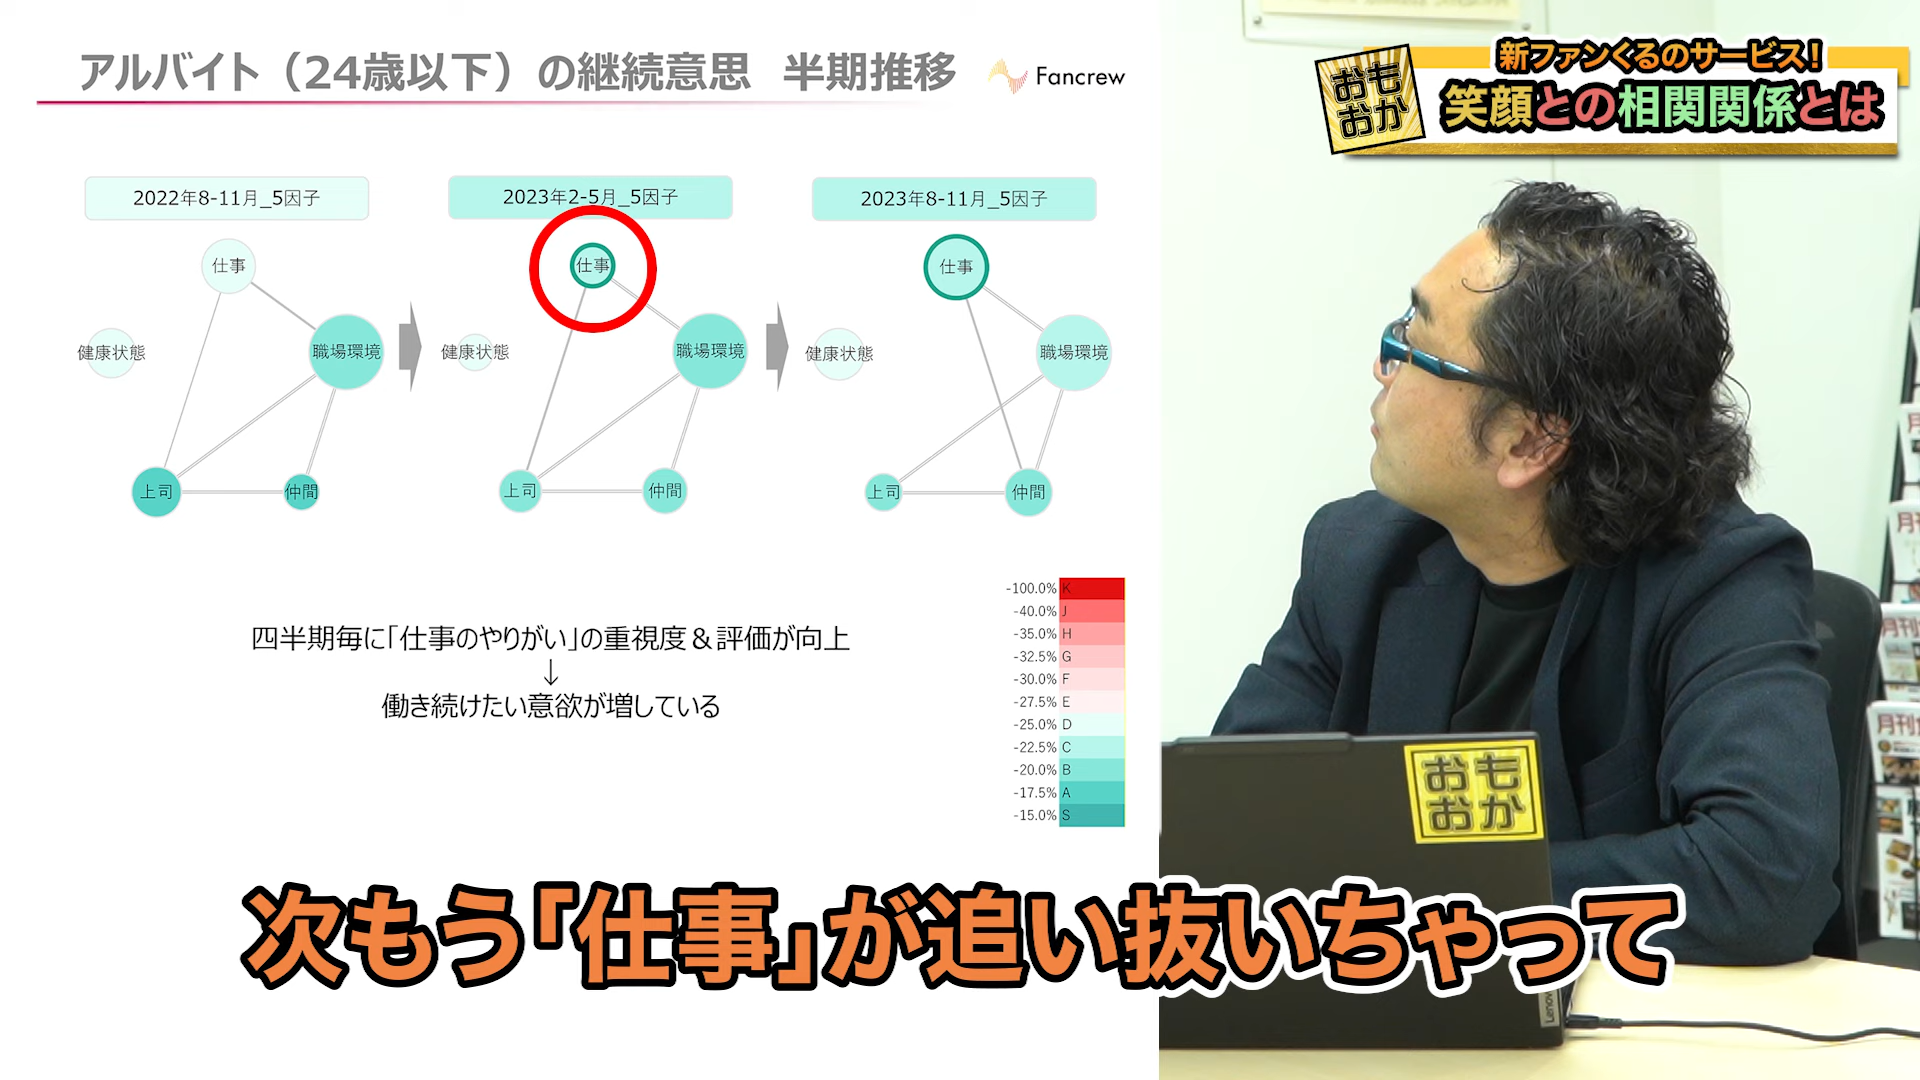 アルバイト（24歳以下）の継続意思 半期推移
Fancrew
おも
おか
新ファンくるのサービス！
笑顔との相関関係とは
2022年8-11月_5因子
仕事
健康状態
職場環境
上司
仲間
2023年2-5月_5因子
仕事
健康状態
職場環境
上司
仲間
2023年8-11月_5因子
仕事
健康状態
職場環境
上司
仲間
四半期毎に「仕事のやりがい」の重視度＆評価が向上
↓
働き続けたい意欲が増している
-100.0% K
-40.0% J
-35.0% H
-32.5% G
-30.0% F
-27.5% E
-25.0% D
-22.5% C
-20.0% B
-17.5% A
-15.0% S
おも
おか
月刊
月刊
次もう「仕事」が追い抜いちゃって
Lenovo